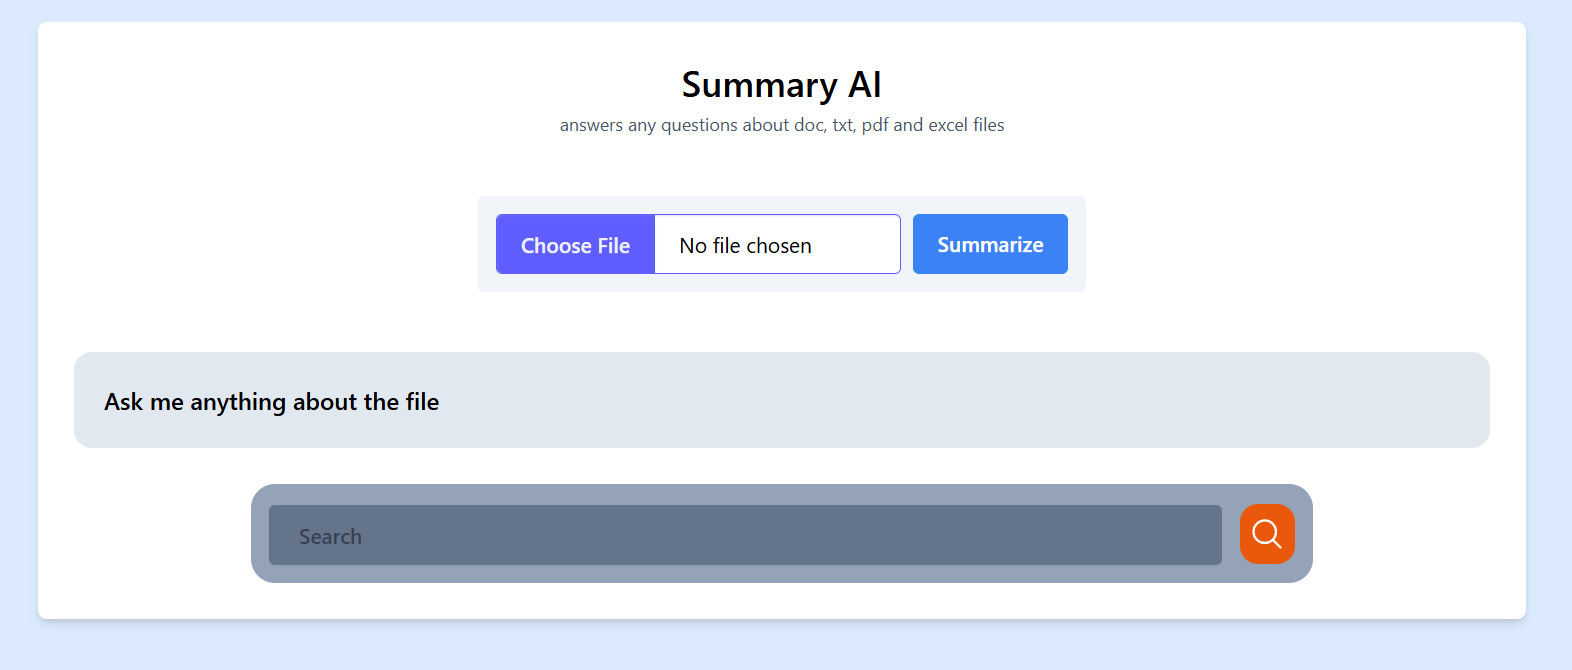 Summary AI
answers any questions about doc, txt, pdf and excel files
Choose File No file chosen Summarize
Ask me anything about the file
Search